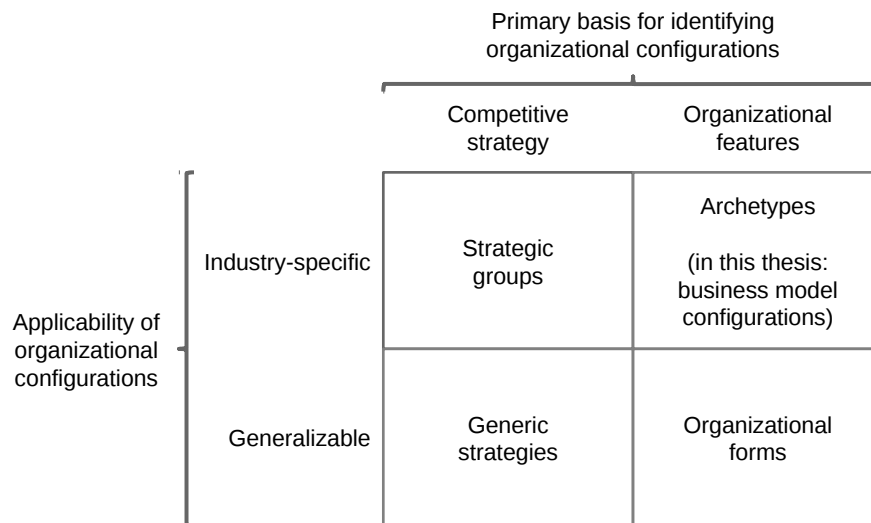 Primary basis for identifying
organizational configurations
Competitive
strategy
Organizational
features
Applicability of
organizational
configurations
Industry-specific
Strategic
groups
Archetypes
(in this thesis:
business model
configurations)
Generalizable
Generic
strategies
Organizational
forms